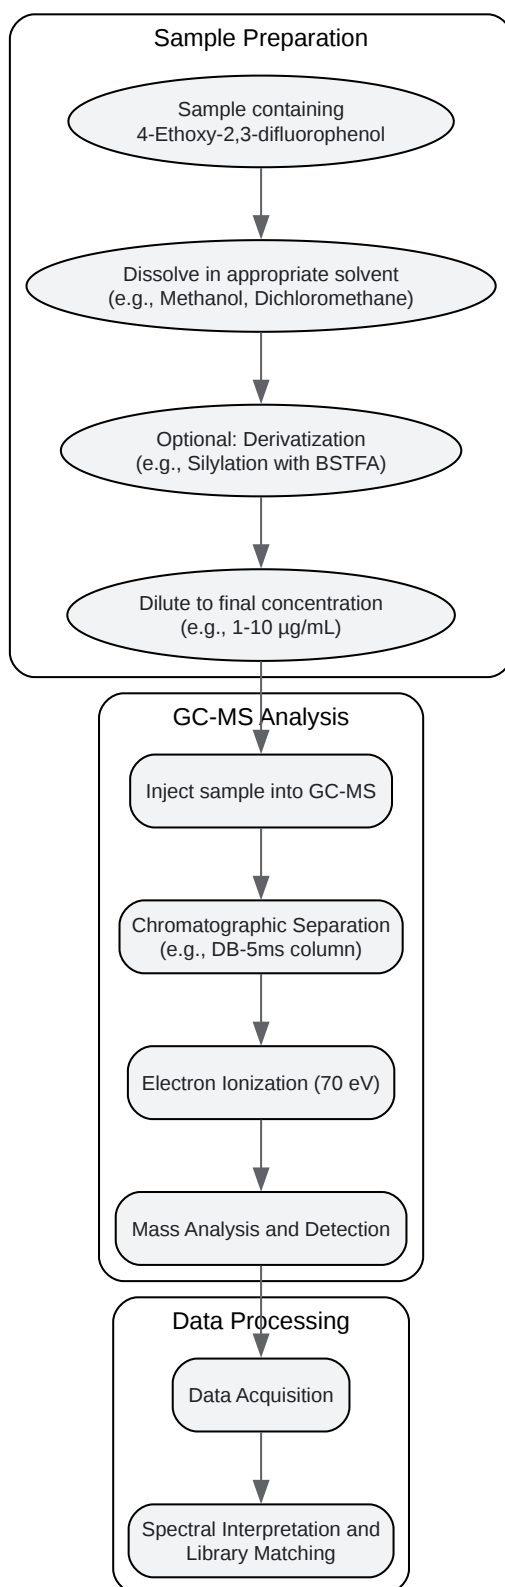 Sample Preparation
Sample containing
4-Ethoxy-2,3-difluorophenol
Dissolve in appropriate solvent
(e.g., Methanol, Dichloromethane)
Optional: Derivatization
(e.g., Silylation with BSTFA)
Dilute to final concentration
(e.g., 1-10 µg/mL)
GC-MS Analysis
Inject sample into GC-MS
Chromatographic Separation
(e.g., DB-5ms column)
Electron Ionization (70 eV)
Mass Analysis and Detection
Data Processing
Data Acquisition
Spectral Interpretation and
Library Matching